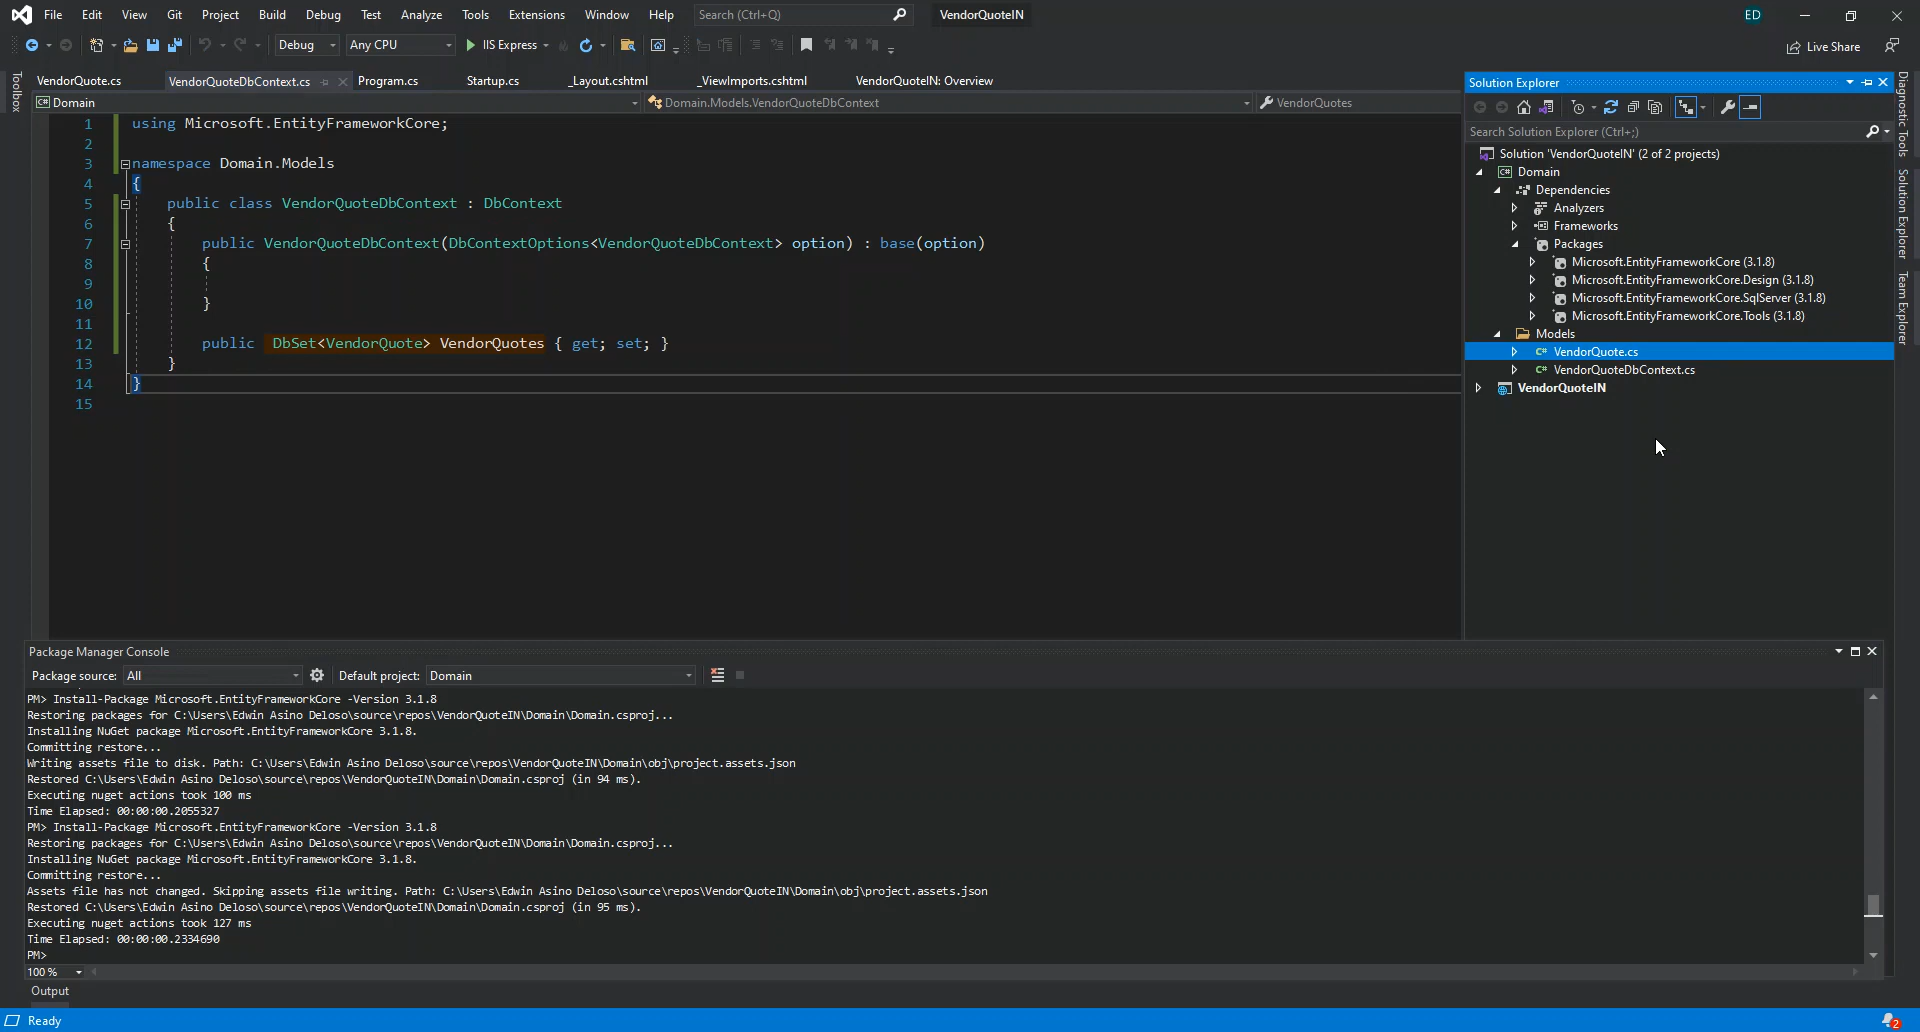 File Edit View Git Project Build Debug Test Analyze Tools Extensions Window Help Search (Ctrl+Q) VendorQuoteIN ED
Debug Any CPU IIS Express Live Share
VendorQuote.cs VendorQuoteDbContext.cs Program.cs Startup.cs _Layout.cshtml _ViewImports.cshtml VendorQuoteIN: Overview
Toolbox
C# Domain Domain.Models.VendorQuoteDbContext VendorQuotes
1 using Microsoft.EntityFrameworkCore;
2
3 namespace Domain.Models
4 {
5 public class VendorQuoteDbContext : DbContext
6 {
7 public VendorQuoteDbContext(DbContextOptions<VendorQuoteDbContext> option) : base(option)
8 {
9
10 }
11
12 public DbSet<VendorQuote> VendorQuotes { get; set; }
13 }
14 }
15
Solution Explorer
Search Solution Explorer (Ctrl+;)
Solution 'VendorQuoteIN' (2 of 2 projects)
C# Domain
Dependencies
Analyzers
Frameworks
Packages
Microsoft.EntityFrameworkCore (3.1.8)
Microsoft.EntityFrameworkCore.Design (3.1.8)
Microsoft.EntityFrameworkCore.SqlServer (3.1.8)
Microsoft.EntityFrameworkCore.Tools (3.1.8)
Models
C# VendorQuote.cs
C# VendorQuoteDbContext.cs
VendorQuoteIN
Diagnostic Tools
Solution Explorer
Team Explorer
Package Manager Console
Package source: All Default project: Domain
PM> Install-Package Microsoft.EntityFrameworkCore -Version 3.1.8
Restoring packages for C:\Users\Edwin Asino Deloso\source\repos\VendorQuoteIN\Domain\Domain.csproj...
Installing NuGet package Microsoft.EntityFrameworkCore 3.1.8.
Committing restore...
Writing assets file to disk. Path: C:\Users\Edwin Asino Deloso\source\repos\VendorQuoteIN\Domain\obj\project.assets.json
Restored C:\Users\Edwin Asino Deloso\source\repos\VendorQuoteIN\Domain\Domain.csproj (in 94 ms).
Executing nuget actions took 100 ms
Time Elapsed: 00:00:00.2055327
PM> Install-Package Microsoft.EntityFrameworkCore -Version 3.1.8
Restoring packages for C:\Users\Edwin Asino Deloso\source\repos\VendorQuoteIN\Domain\Domain.csproj...
Installing NuGet package Microsoft.EntityFrameworkCore 3.1.8.
Committing restore...
Assets file has not changed. Skipping assets file writing. Path: C:\Users\Edwin Asino Deloso\source\repos\VendorQuoteIN\Domain\obj\project.assets.json
Restored C:\Users\Edwin Asino Deloso\source\repos\VendorQuoteIN\Domain\Domain.csproj (in 95 ms).
Executing nuget actions took 127 ms
Time Elapsed: 00:00:00.2334690
PM>
100 %
Output
Ready 2